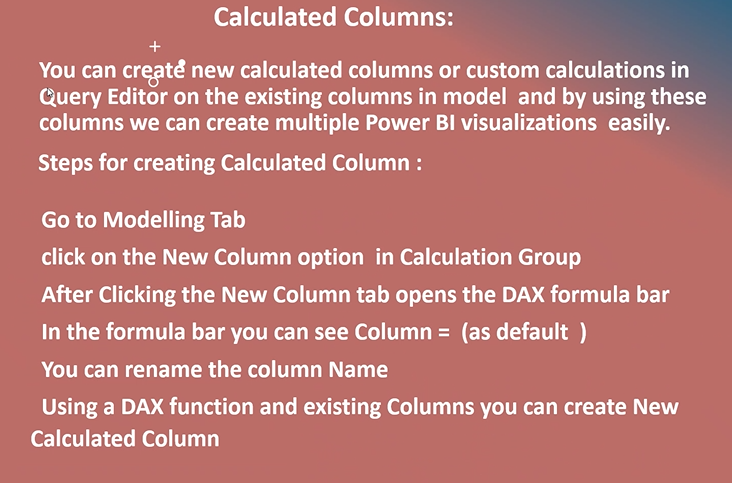 Calculated Columns:
You can create new calculated columns or custom calculations in
Query Editor on the existing columns in model and by using these
columns we can create multiple Power BI visualizations easily.
Steps for creating Calculated Column :
Go to Modelling Tab
click on the New Column option in Calculation Group
After Clicking the New Column tab opens the DAX formula bar
In the formula bar you can see Column = (as default )
You can rename the column Name
Using a DAX function and existing Columns you can create New
Calculated Column